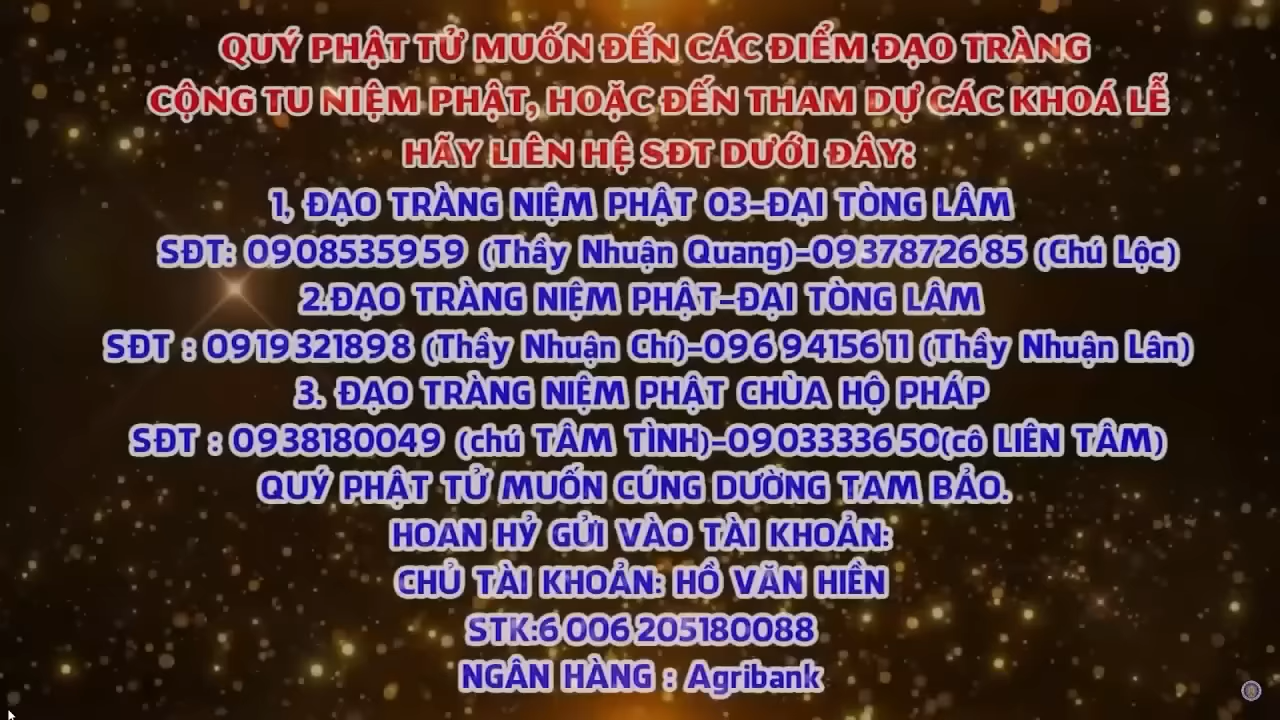 QUÝ PHẬT TỬ MUỐN ĐẾN CÁC ĐIỂM ĐẠO TRÀNG
CỘNG TU NIỆM PHẬT, HOẶC ĐẾN THAM DỰ CÁC KHOÁ LỄ
HÃY LIÊN HỆ SĐT DƯỚI ĐÂY:
1, ĐẠO TRÀNG NIỆM PHẬT 03-ĐẠI TÒNG LÂM
SĐT: 0908535959 (Thầy Nhuận Quang)-0937872685 (Chú Lộc)
2.ĐẠO TRÀNG NIỆM PHẬT-ĐẠI TÒNG LÂM
SĐT : 0919321898 (Thầy Nhuận Chí)-0969415611 (Thầy Nhuận Lân)
3. ĐẠO TRÀNG NIỆM PHẬT CHÙA HỘ PHÁP
SĐT : 0938180049 (chú TÂM TÌNH)-0903333650(cô LIÊN TÂM)
QUÝ PHẬT TỬ MUỐN CÚNG DƯỜNG TAM BẢO.
HOAN HỶ GỬI VÀO TÀI KHOẢN:
CHỦ TÀI KHOẢN: HỒ VĂN HIỀN
STK:6006205180088
NGÂN HÀNG : Agribank